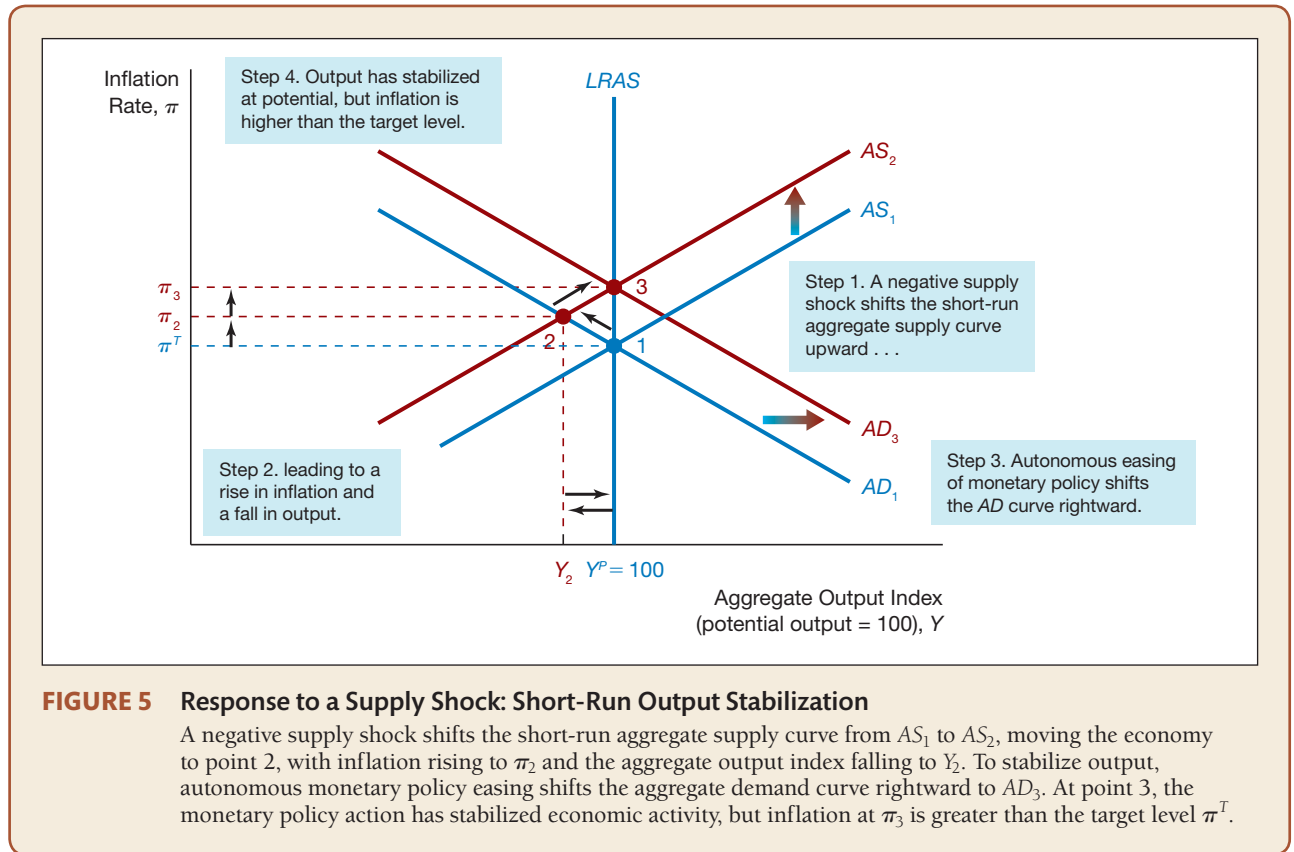 Inflation
Rate, π
Step 4. Output has stabilized
at potential, but inflation is
higher than the target level.
LRAS
AS₂
AS₁
π₃
π₂
πᵀ
3
2
1
Step 1. A negative supply
shock shifts the short-run
aggregate supply curve
upward . . .
AD₃
AD₁
Step 2. leading to a
rise in inflation and
a fall in output.
Step 3. Autonomous easing
of monetary policy shifts
the AD curve rightward.
Y₂ Yᴾ = 100
Aggregate Output Index
(potential output = 100), Y
FIGURE 5 Response to a Supply Shock: Short-Run Output Stabilization
A negative supply shock shifts the short-run aggregate supply curve from AS₁ to AS₂, moving the economy
to point 2, with inflation rising to π₂ and the aggregate output index falling to Y₂. To stabilize output,
autonomous monetary policy easing shifts the aggregate demand curve rightward to AD₃. At point 3, the
monetary policy action has stabilized economic activity, but inflation at π₃ is greater than the target level πᵀ.